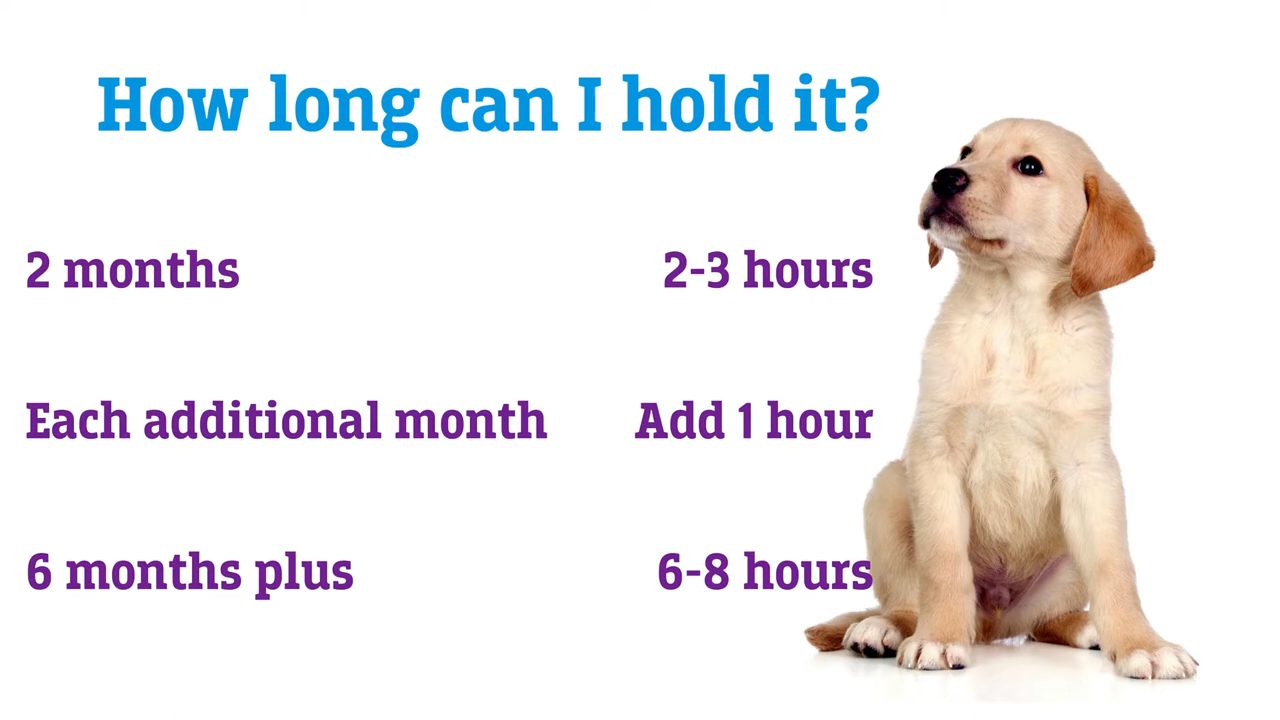 How long can I hold it?
2 months 2-3 hours
Each additional month Add 1 hour
6 months plus 6-8 hours